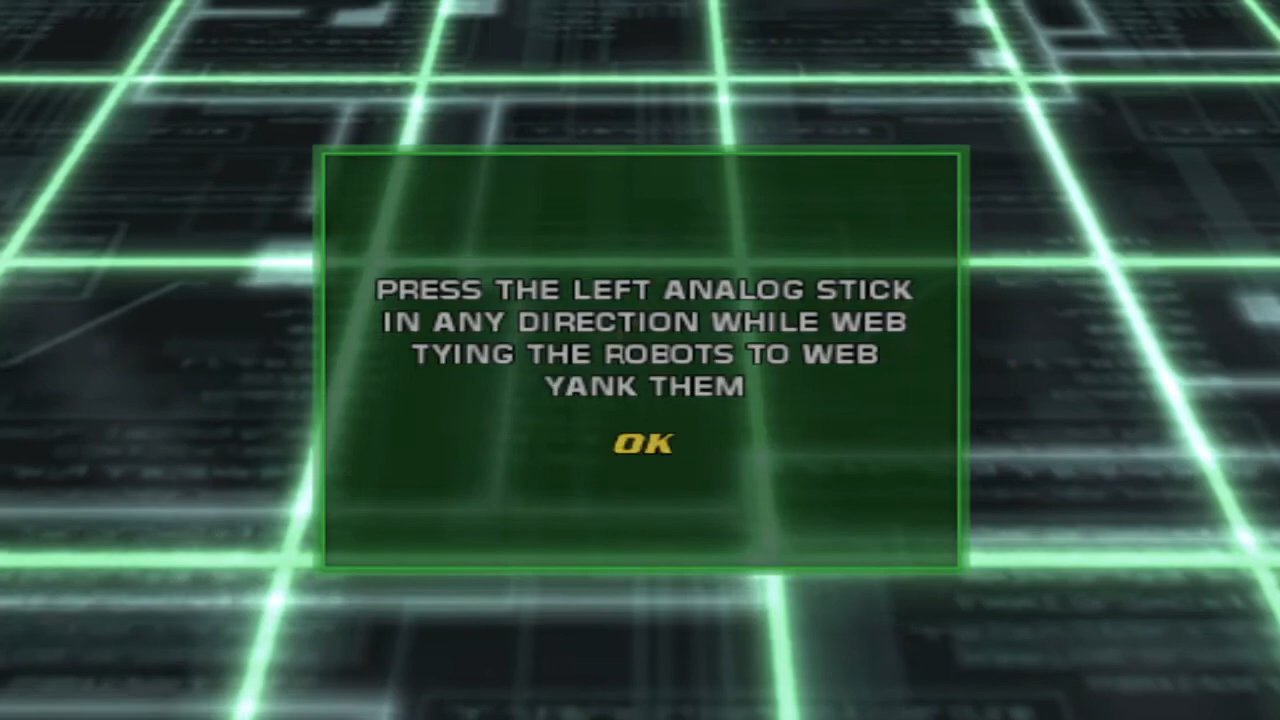 PRESS THE LEFT ANALOG STICK
IN ANY DIRECTION WHILE WEB
TYING THE ROBOTS TO WEB
YANK THEM
OK